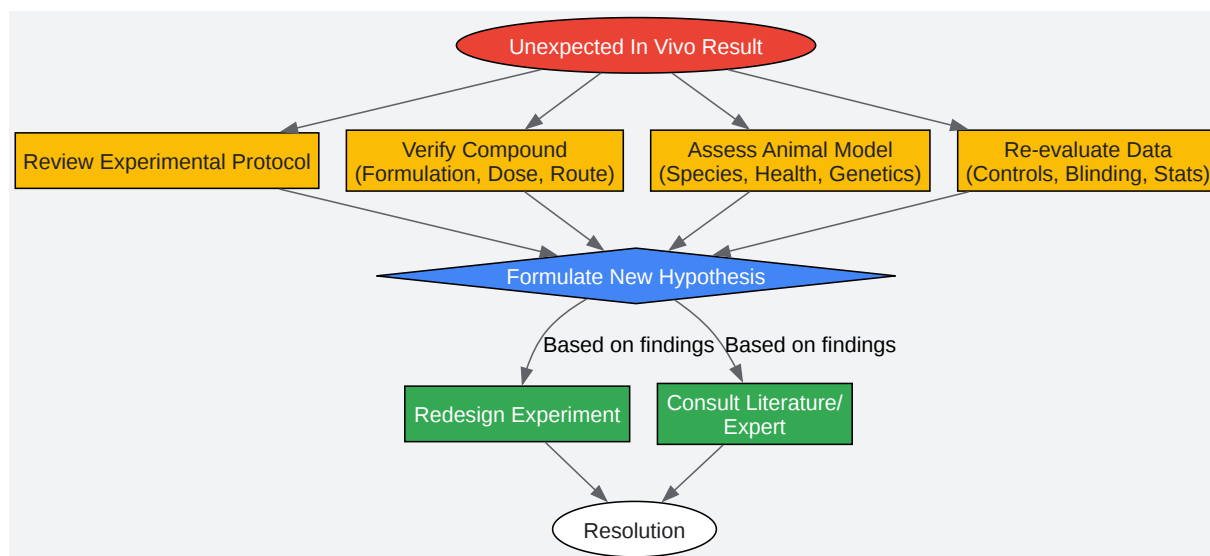 Unexpected In Vivo Result
Review Experimental Protocol
Verify Compound
(Formulation, Dose, Route)
Assess Animal Model
(Species, Health, Genetics)
Re-evaluate Data
(Controls, Blinding, Stats)
Formulate New Hypothesis
Based on findings
Based on findings
Redesign Experiment
Consult Literature/
Expert
Resolution